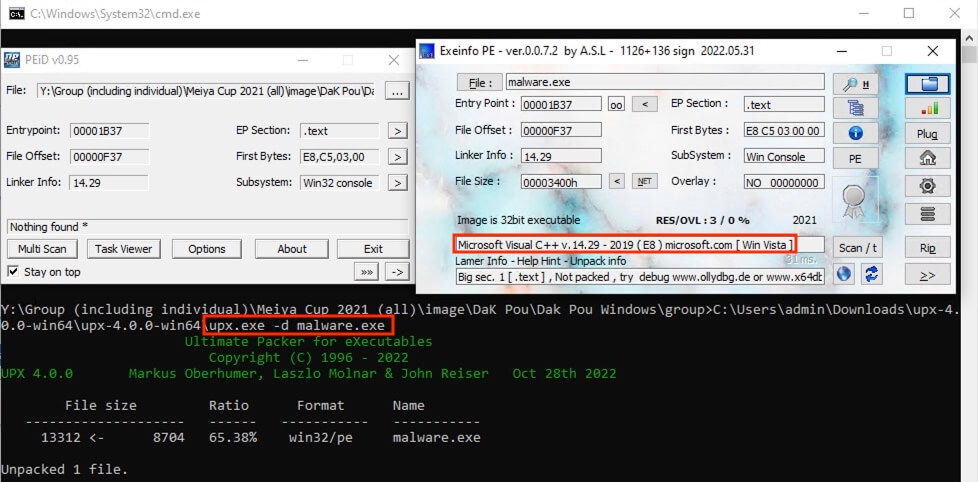 C:\Windows\System32\cmd.exe
PEiD v0.95
File: Y:\Group (including individual)\Meiya Cup 2021 (all)\image\DaK Pou\Da ...
Entrypoint: 00001B37 EP Section: .text >
File Offset: 00000F37 First Bytes: E8,C5,03,00 >
Linker Info: 14.29 Subsystem: Win32 console >
Nothing found *
Multi Scan Task Viewer Options About Exit
Stay on top »» ->
Exeinfo PE - ver.0.0.7.2 by A.S.L - 1126+136 sign 2022.05.31
File : malware.exe H
Entry Point : 00001B37 oo < EP Section : .text
File Offset : 00000F37 First Bytes : E8 C5 03 00 00 Plug
Linker Info : 14.29 SubSystem : Win Console PE
File Size : 00003400h < NET Overlay : NO 00000000
Image is 32bit executable RES/OVL : 3 / 0 % 2021
Microsoft Visual C++ v.14.29 - 2019 ( E8 ) microsoft.com [ Win Vista ] Scan / t Rip
Lamer Info - Help Hint - Unpack info 31 ms.
Big sec. 1 [ .text ] , Not packed , try debug www.ollydbg.de or www.x64db >>
Y:\Group (including individual)\Meiya Cup 2021 (all)\image\DaK Pou\Dak Pou Windows\group>C:\Users\admin\Downloads\upx-4.
0.0-win64\upx-4.0.0-win64\upx.exe -d malware.exe
Ultimate Packer for eXecutables
Copyright (C) 1996 - 2022
UPX 4.0.0 Markus Oberhumer, Laszlo Molnar & John Reiser Oct 28th 2022
File size Ratio Format Name
-------------------- ------ ----------- -----------
13312 <- 8704 65.38% win32/pe malware.exe
Unpacked 1 file.